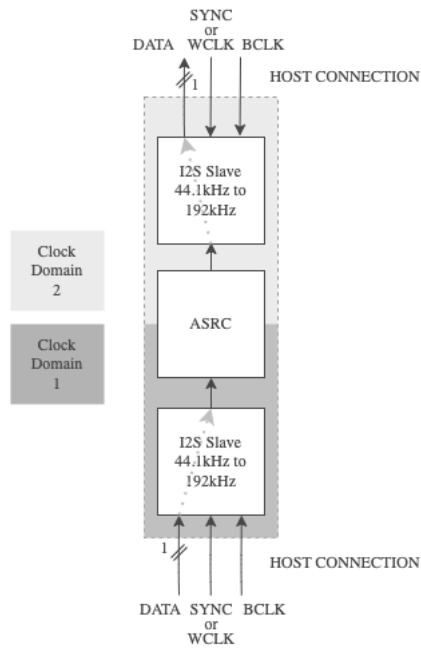 SYNC
or
DATA WCLK BCLK
1
HOST CONNECTION
I2S Slave
44.1kHz to
192kHz
Clock
Domain
2
ASRC
Clock
Domain
1
I2S Slave
44.1kHz to
192kHz
1
HOST CONNECTION
DATA SYNC BCLK
or
WCLK